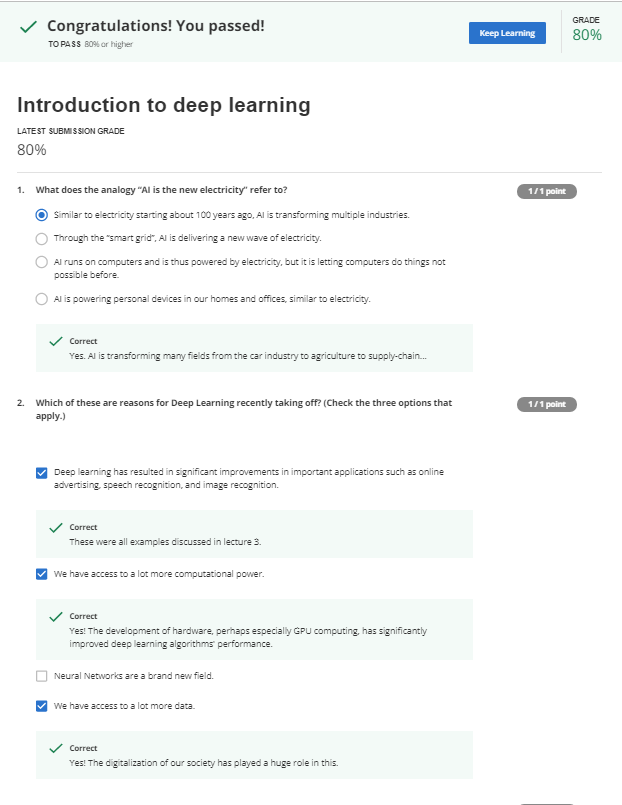 Congratulations! You passed!
TO PASS 80% or higher
Keep Learning
GRADE
80%
Introduction to deep learning
LATEST SUBMISSION GRADE
80%
1. What does the analogy “AI is the new electricity” refer to?
1 / 1 point
Similar to electricity starting about 100 years ago, AI is transforming multiple industries.
Through the “smart grid”, AI is delivering a new wave of electricity.
AI runs on computers and is thus powered by electricity, but it is letting computers do things not
possible before.
AI is powering personal devices in our homes and offices, similar to electricity.
Correct
Yes. AI is transforming many fields from the car industry to agriculture to supply-chain...
2. Which of these are reasons for Deep Learning recently taking off? (Check the three options that
apply.)
1 / 1 point
Deep learning has resulted in significant improvements in important applications such as online
advertising, speech recognition, and image recognition.
Correct
These were all examples discussed in lecture 3.
We have access to a lot more computational power.
Correct
Yes! The development of hardware, perhaps especially GPU computing, has significantly
improved deep learning algorithms' performance.
Neural Networks are a brand new field.
We have access to a lot more data.
Correct
Yes! The digitalization of our society has played a huge role in this.